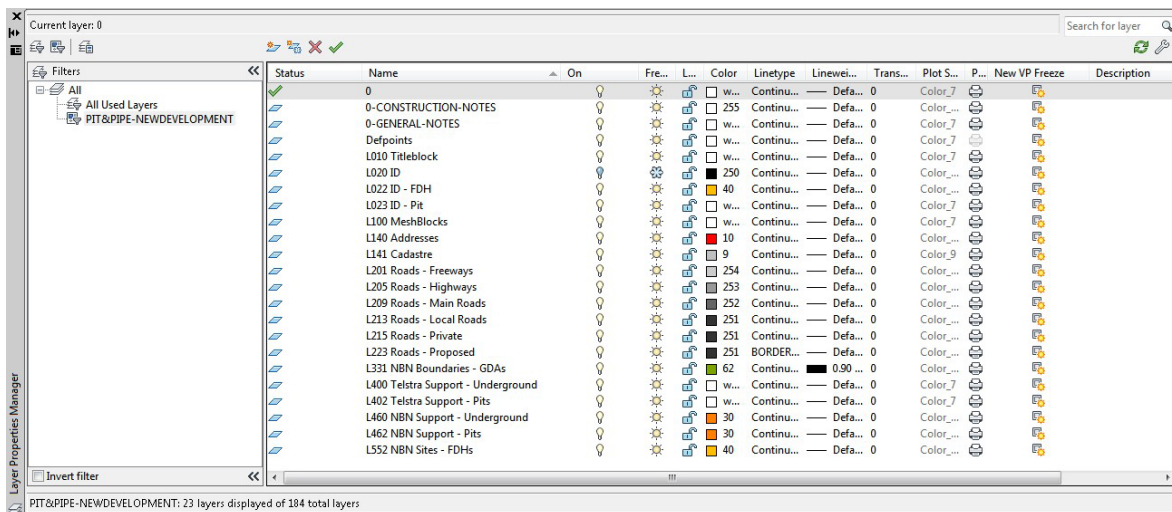 Current layer: 0
Search for layer
Filters
All
All Used Layers
PIT&PIPE-NEWDEVELOPMENT
Status Name On Fre... L... Color Linetype Linewei... Trans... Plot S... P... New VP Freeze Description
0 w... Continu... Defa... 0 Color_7
0-CONSTRUCTION-NOTES 255 Continu... Defa... 0 Color_...
0-GENERAL-NOTES w... Continu... Defa... 0 Color_7
Defpoints w... Continu... Defa... 0 Color_7
L010 Titleblock w... Continu... Defa... 0 Color_7
L020 ID 250 Continu... Defa... 0 Color_...
L022 ID - FDH 40 Continu... Defa... 0 Color_...
L023 ID - Pit w... Continu... Defa... 0 Color_7
L100 MeshBlocks w... Continu... Defa... 0 Color_7
L140 Addresses 10 Continu... Defa... 0 Color_...
L141 Cadastre 9 Continu... Defa... 0 Color_9
L201 Roads - Freeways 254 Continu... Defa... 0 Color_...
L205 Roads - Highways 253 Continu... Defa... 0 Color_...
L209 Roads - Main Roads 252 Continu... Defa... 0 Color_...
L213 Roads - Local Roads 251 Continu... Defa... 0 Color_...
L215 Roads - Private 251 Continu... Defa... 0 Color_...
L223 Roads - Proposed 251 BORDER... Defa... 0 Color_...
L331 NBN Boundaries - GDAs 62 Continu... 0.90 ... 0 Color_...
L400 Telstra Support - Underground w... Continu... Defa... 0 Color_7
L402 Telstra Support - Pits w... Continu... Defa... 0 Color_7
L460 NBN Support - Underground 30 Continu... Defa... 0 Color_...
L462 NBN Support - Pits 30 Continu... Defa... 0 Color_...
L552 NBN Sites - FDHs 40 Continu... Defa... 0 Color_...
Invert filter
Layer Properties Manager
PIT&PIPE-NEWDEVELOPMENT: 23 layers displayed of 184 total layers